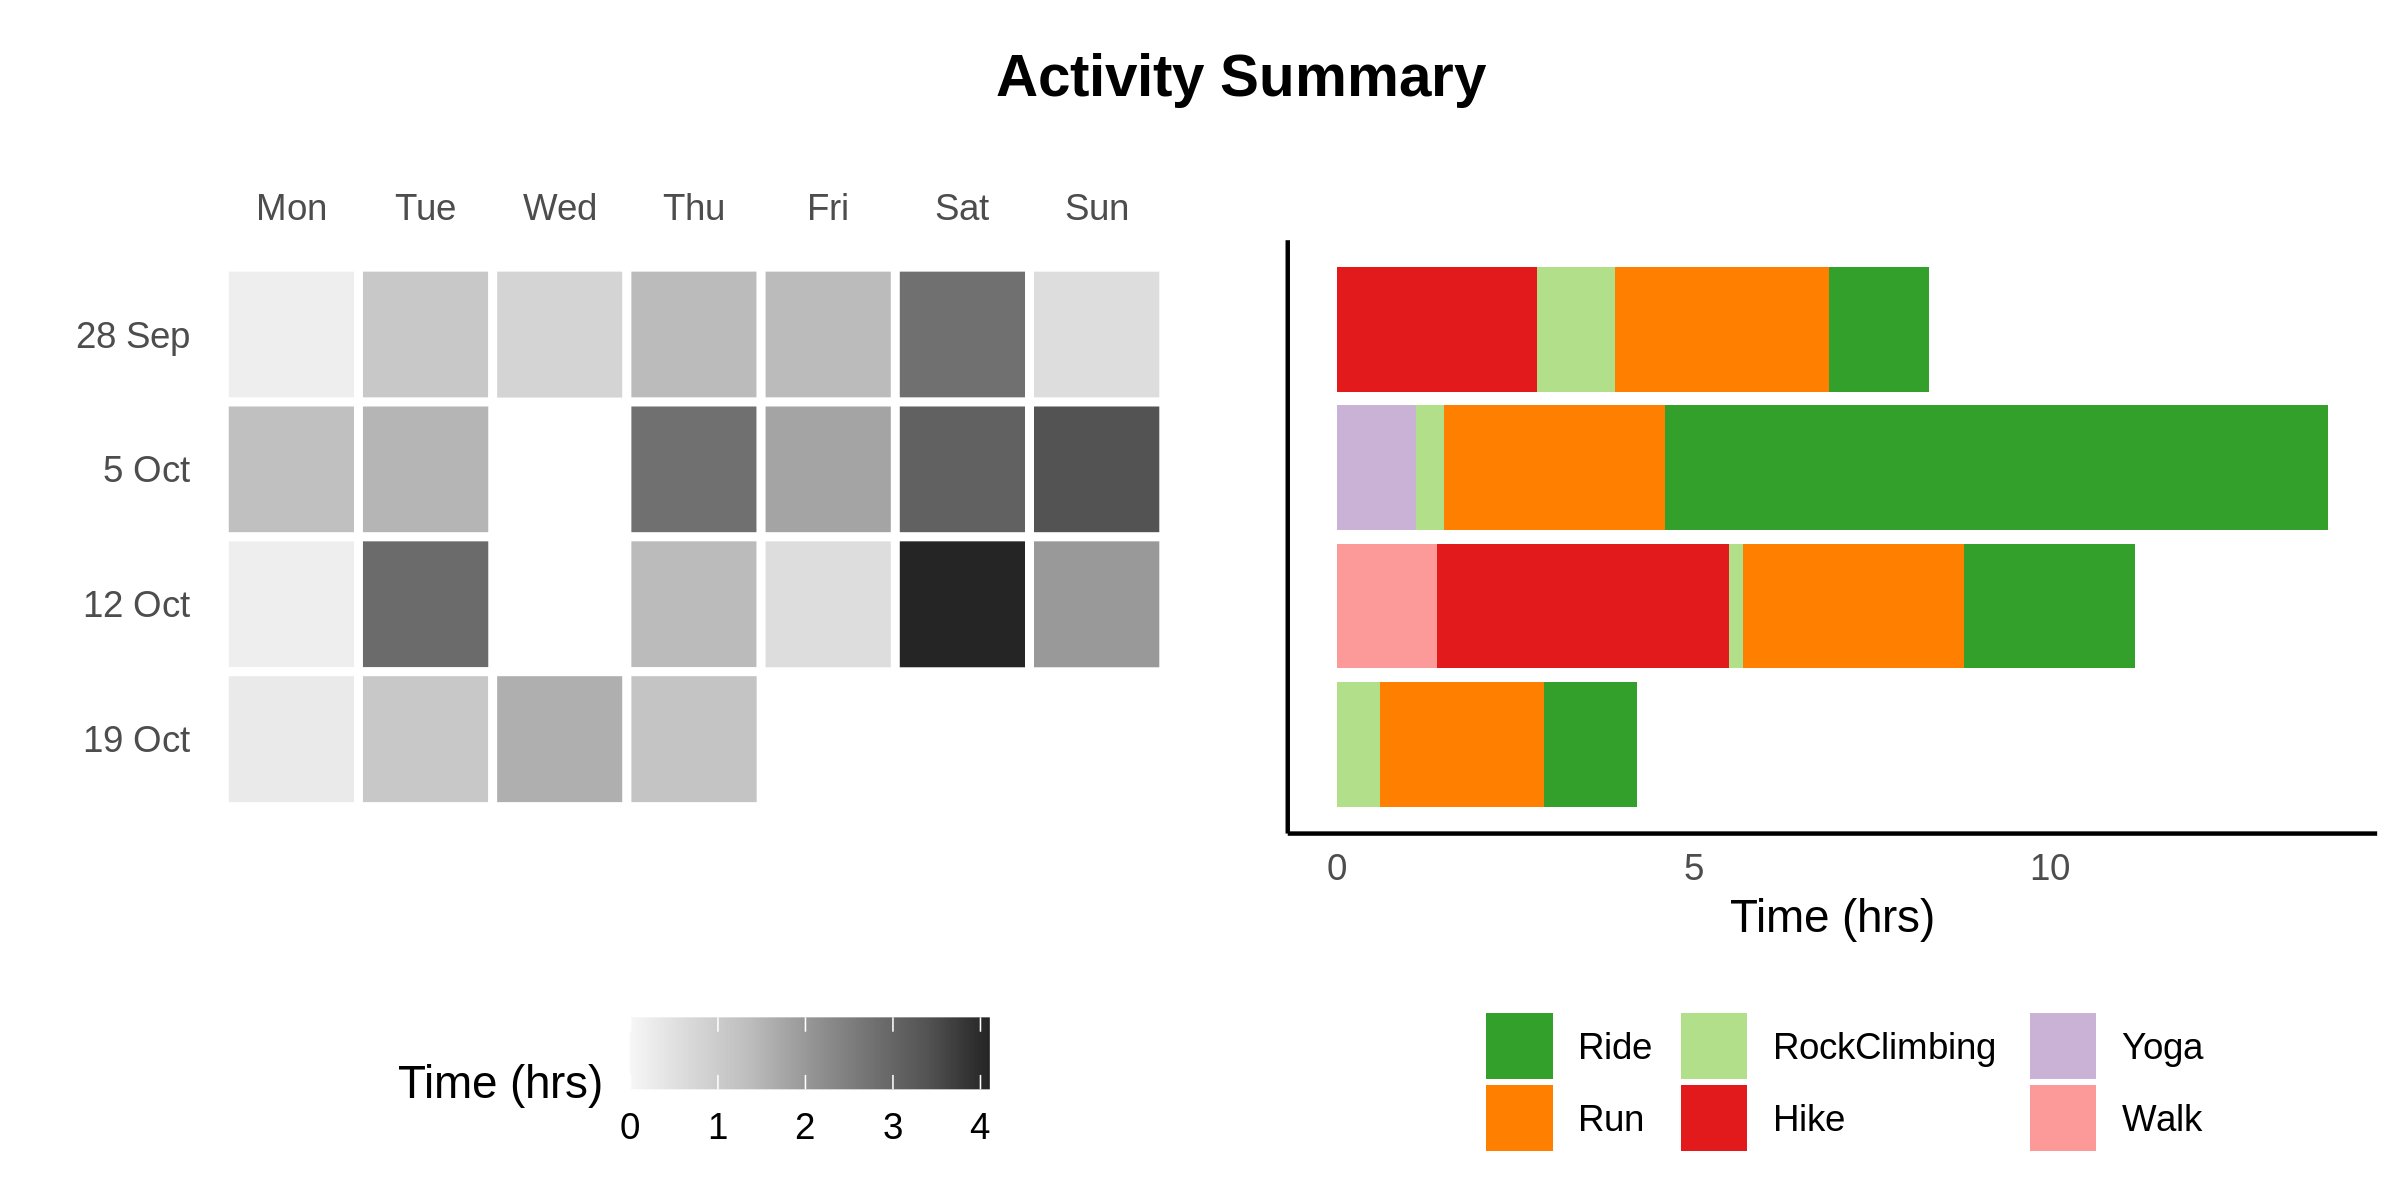 Activity Summary
Mon Tue Wed Thu Fri Sat Sun
28 Sep
5 Oct
12 Oct
19 Oct
0 5 10
Time (hrs)
Time (hrs)
0 1 2 3 4
Ride RockClimbing Yoga
Run Hike Walk